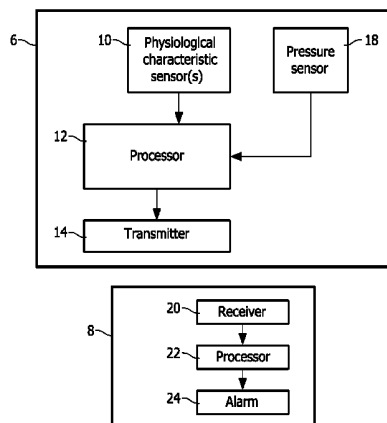 6
10
Physiological
characteristic
sensor(s)
Pressure
sensor
18
12
Processor
14
Transmitter
8
20
Receiver
22
Processor
24
Alarm